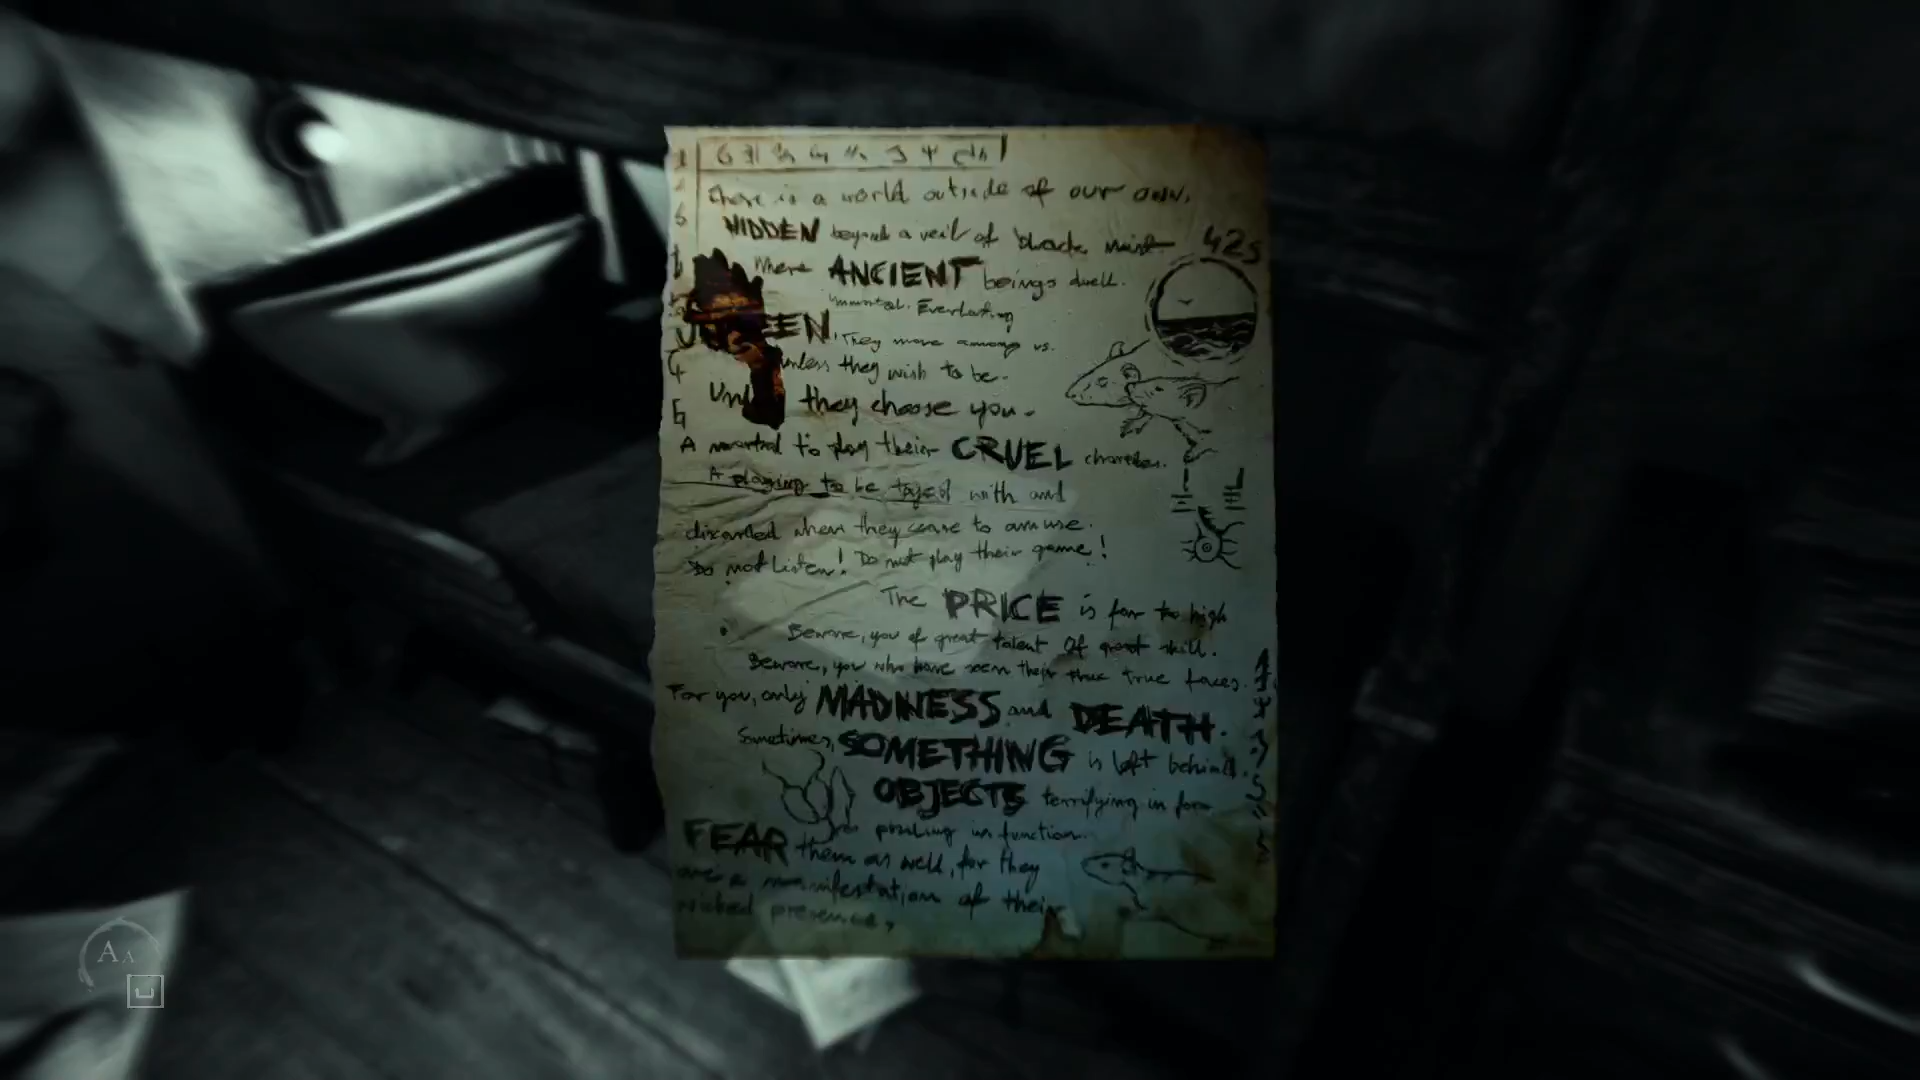 There is a world outside of our own.
42s
HIDDEN beyond a veil of black mist
Where ANCIENT beings dwell.
Immortal. Everlasting
They move among us.
unless they wish to be.
they choose you.
A mortal to play their CRUEL
A playing to be toyed with and
discarded when they cease to amuse.
Do not Listen! Do not play their game!
The PRICE is far too high
Beware, you of great talent Of great skill.
Beware, you who have seen their true faces.
For you, only MADNESS and DEATH.
Sometimes, SOMETHING is left behind.
OBJECTS terrifying in form
in function.
FEAR them as well, for they
are a manifestation of their
wicked presence,
AA